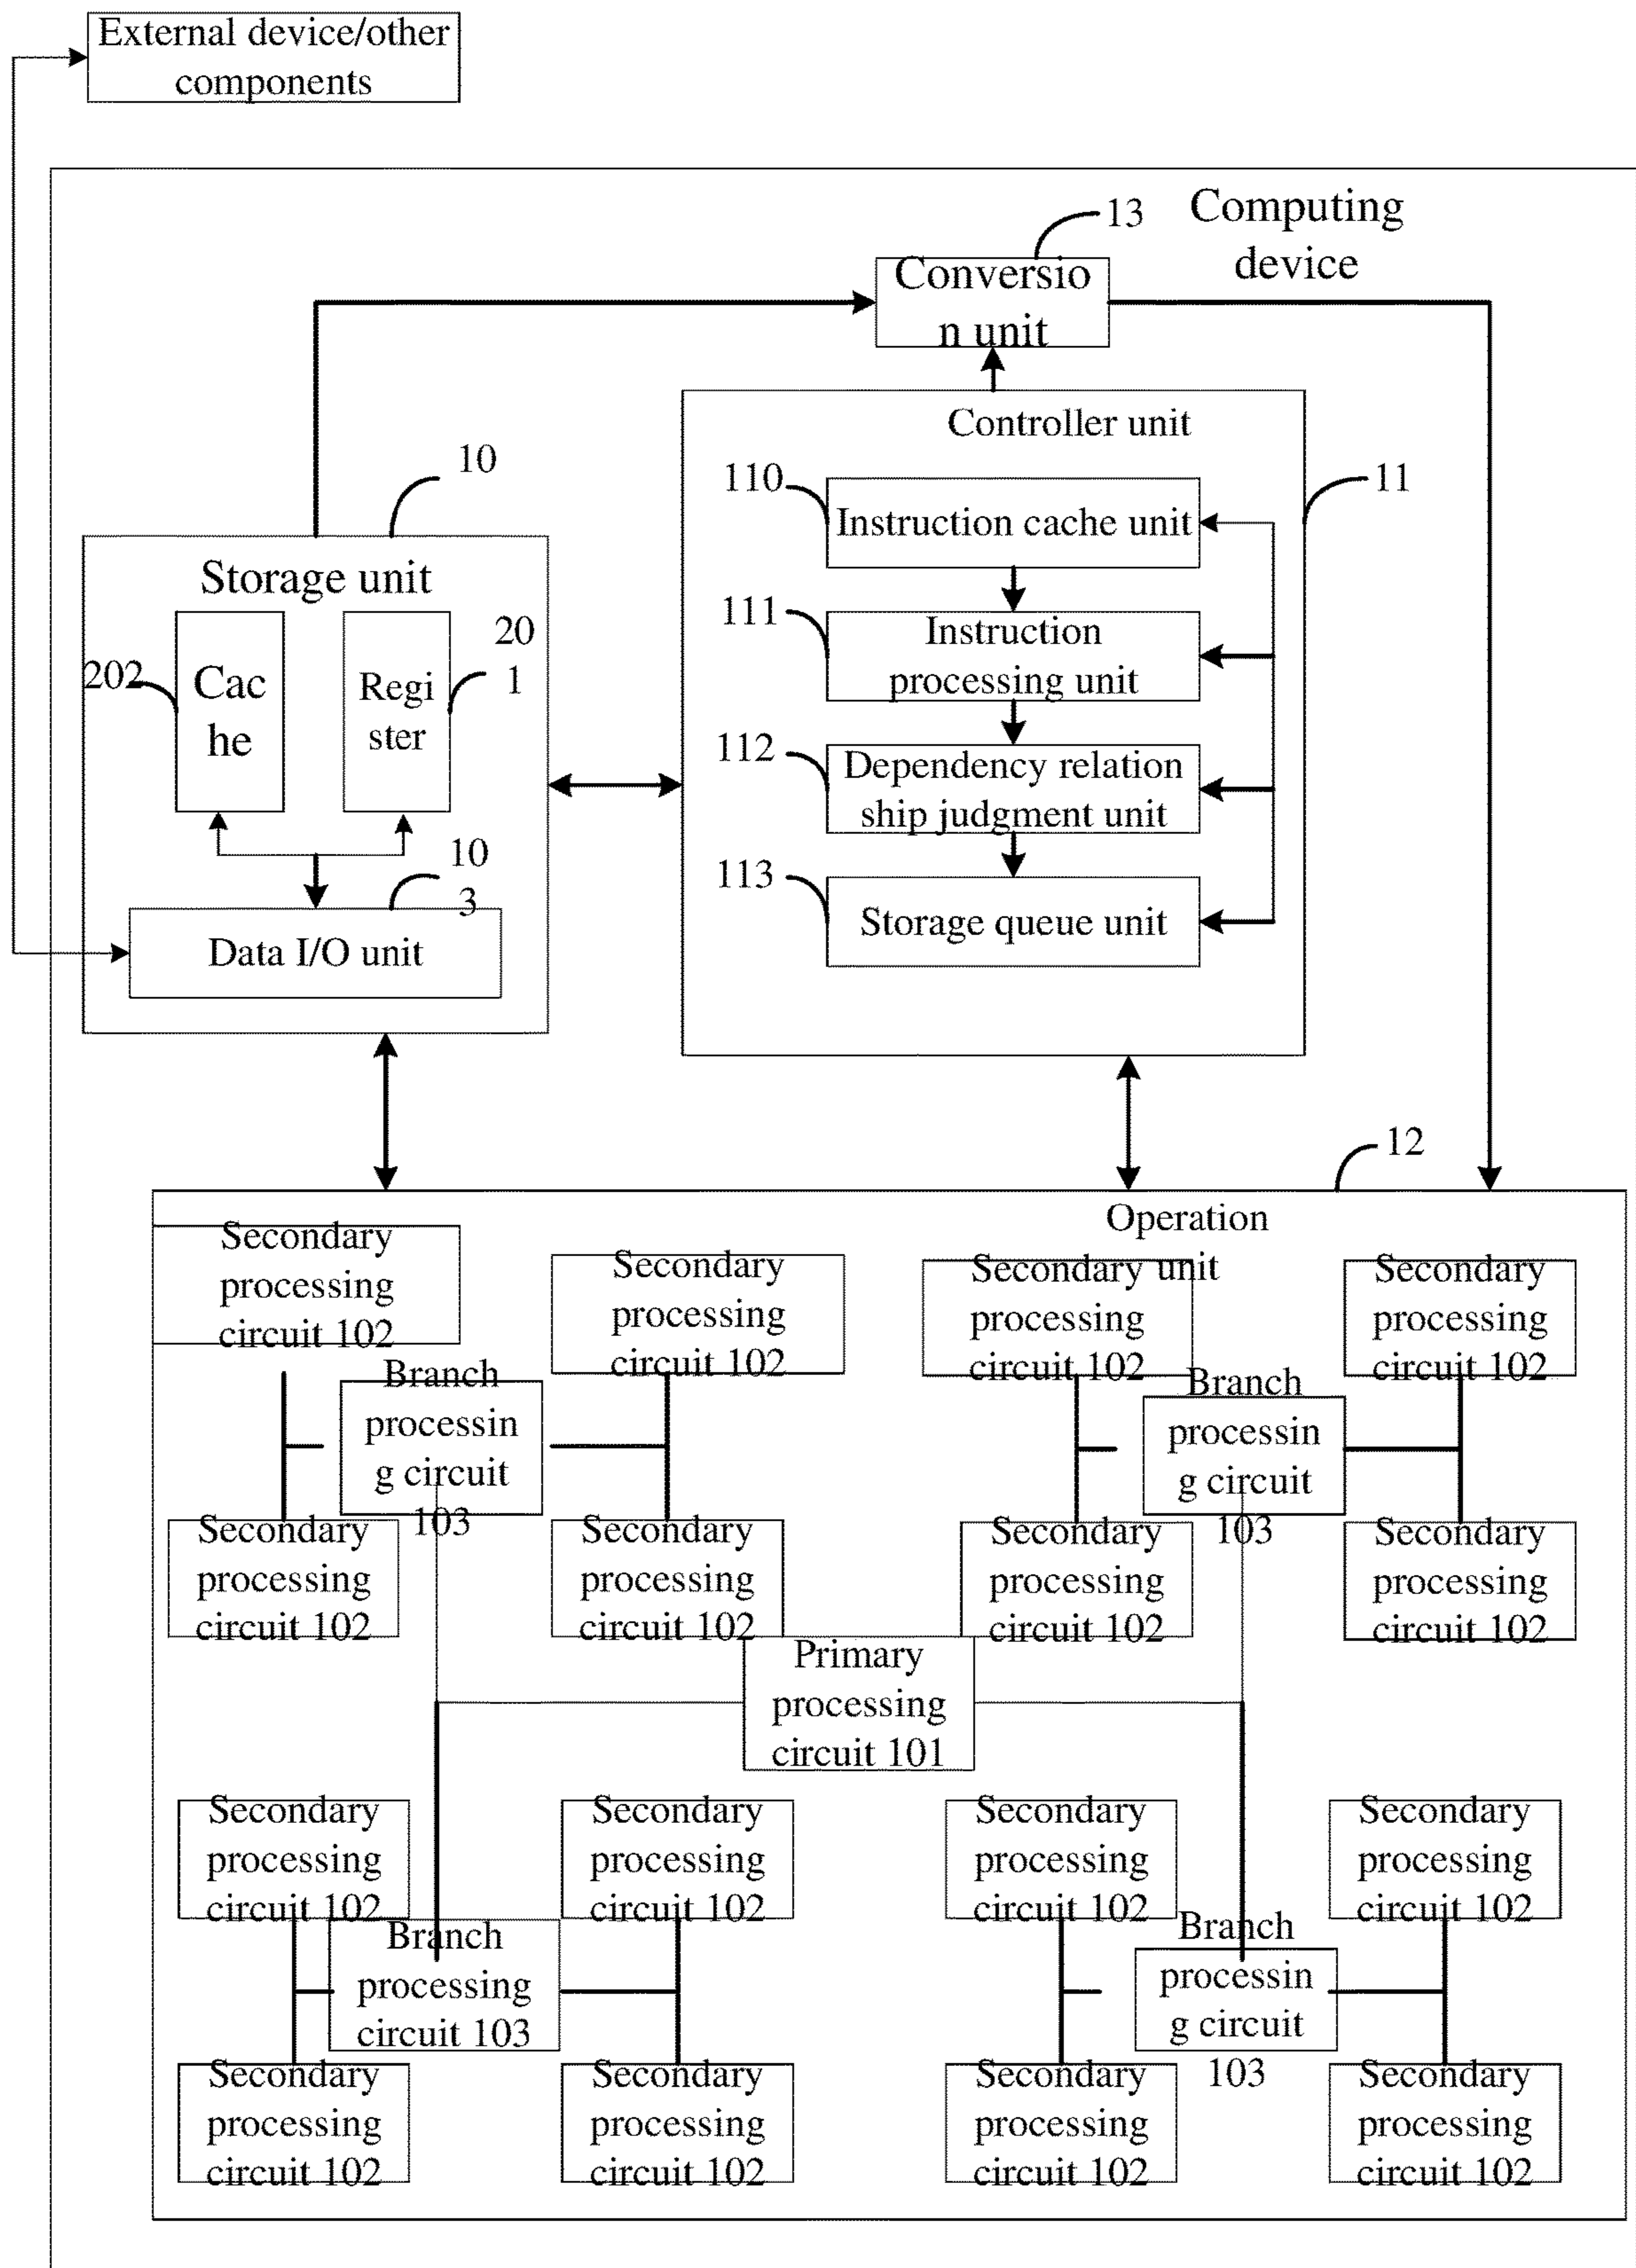 External device/other
components
13
Computing
device
Conversio
n unit
Controller unit
10
110
11
Instruction cache unit
Storage unit
111
Instruction
processing unit
20
1
202
Cac
he
Regi
ster
112
Dependency relation
ship judgment unit
10
3
113
Storage queue unit
Data I/O unit
12
Operation
unit
Secondary
processing
circuit 102
Secondary
processing
circuit 102
Secondary
processing
circuit 102
Secondary
processing
circuit 102
Branch
processin
g circuit
103
Branch
processin
g circuit
103
Secondary
processing
circuit 102
Secondary
processing
circuit 102
Secondary
processing
circuit 102
Secondary
processing
circuit 102
Primary
processing
circuit 101
Secondary
processing
circuit 102
Secondary
processing
circuit 102
Secondary
processing
circuit 102
Secondary
processing
circuit 102
Branch
processing
circuit 103
Branch
processin
g circuit
103
Secondary
processing
circuit 102
Secondary
processing
circuit 102
Secondary
processing
circuit 102
Secondary
processing
circuit 102